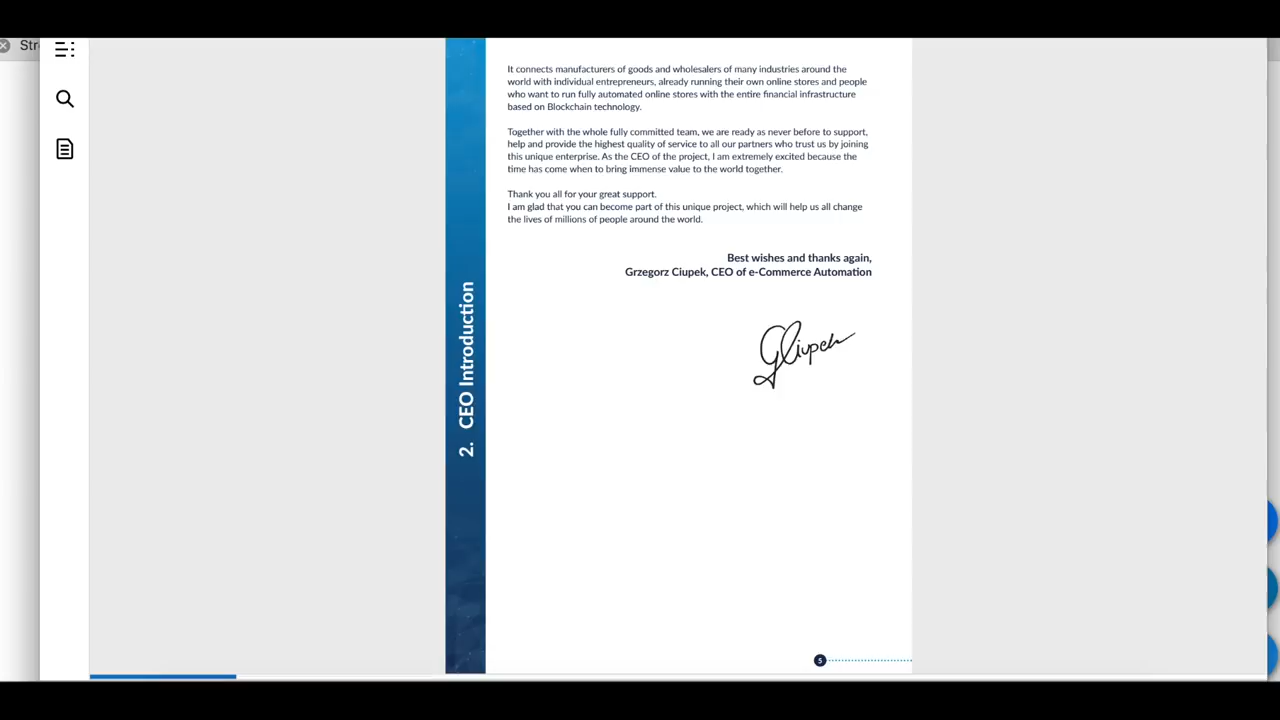 Str
It connects manufacturers of goods and wholesalers of many industries around the
world with individual entrepreneurs, already running their own online stores and people
who want to run fully automated online stores with the entire financial infrastructure
based on Blockchain technology.
Together with the whole fully committed team, we are ready as never before to support,
help and provide the highest quality of service to all our partners who trust us by joining
this unique enterprise. As the CEO of the project, I am extremely excited because the
time has come when to bring immense value to the world together.
Thank you all for your great support.
I am glad that you can become part of this unique project, which will help us all change
the lives of millions of people around the world.
Best wishes and thanks again,
Grzegorz Ciupek, CEO of e-Commerce Automation
GCiupek
2. CEO Introduction
5